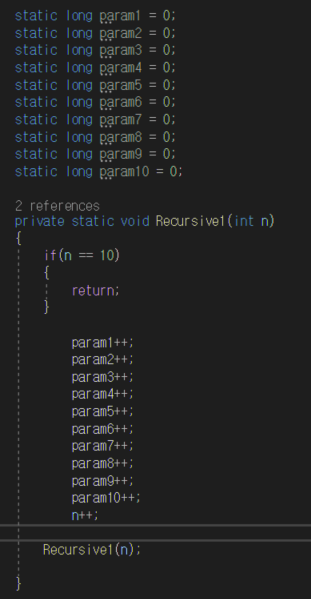 static long param1 = 0;
static long param2 = 0;
static long param3 = 0;
static long param4 = 0;
static long param5 = 0;
static long param6 = 0;
static long param7 = 0;
static long param8 = 0;
static long param9 = 0;
static long param10 = 0;
2 references
private static void Recursive1(int n)
{
if(n == 10)
{
return;
}
param1++;
param2++;
param3++;
param4++;
param5++;
param6++;
param7++;
param8++;
param9++;
param10++;
n++;
Recursive1(n);
}